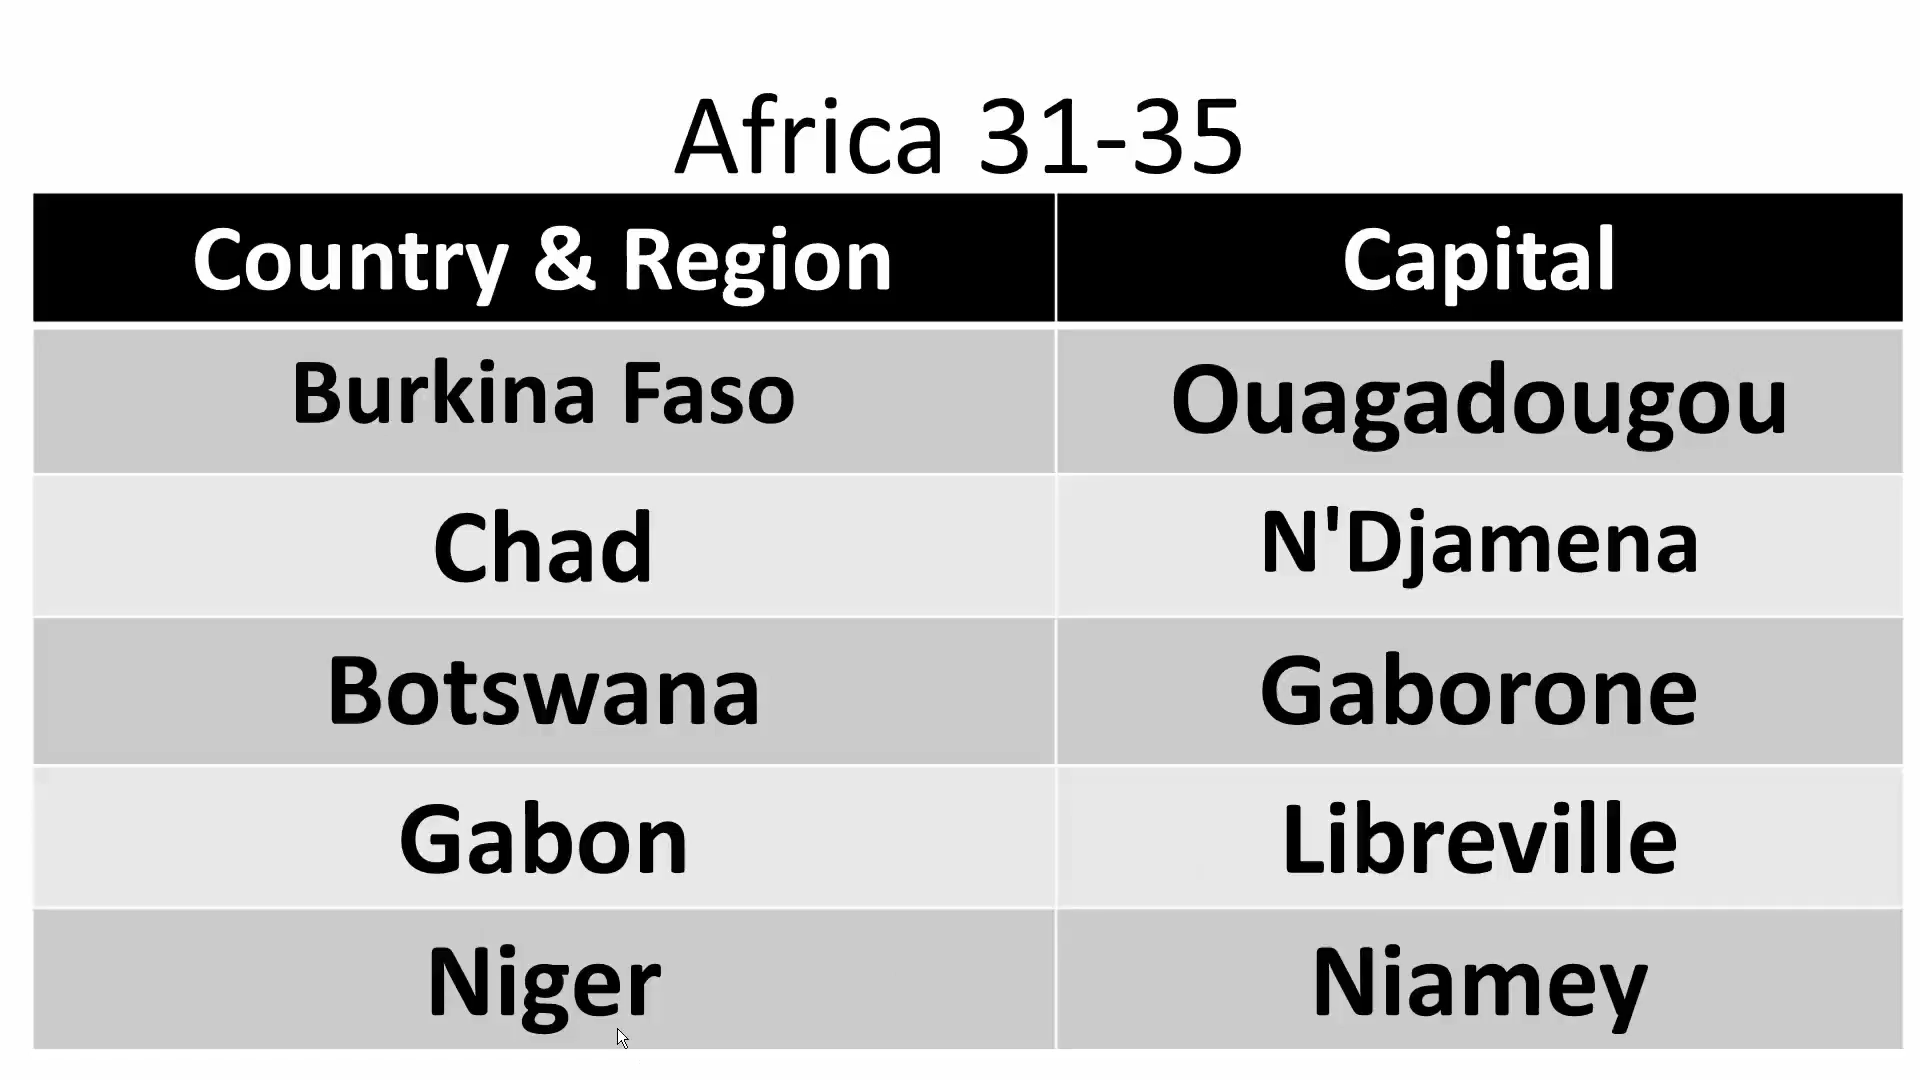 Africa 31-35
Country & Region Capital
Burkina Faso Ouagadougou
Chad N'Djamena
Botswana Gaborone
Gabon Libreville
Niger Niamey